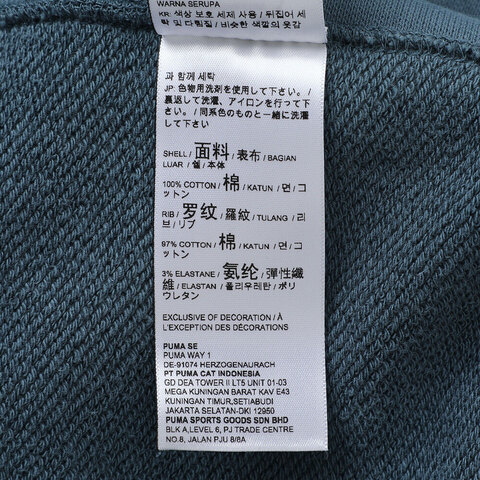 WARNA SERUPA
KR: 색상 보호 세제 사용 / 뒤집어 세
탁 및 다림질 / 비슷한 색깔의 옷감
과 함께 세탁
JP: 色物用洗剤を使用して下さい。/
裏返して洗濯、アイロンを行って下さ
い。/ 同系色のものと一緒に洗濯
して下さい
SHELL / 面料 / 表布 / BAGIAN
LUAR / 겉 / 本体
100% COTTON / 棉 / KATUN / 면 / コ
ットン
RIB / 罗纹 / 羅紋 / TULANG / 리
브 / リブ
97% COTTON / 棉 / KATUN / 면 / コ
ットン
3% ELASTANE / 氨纶 / 彈性纖
維 / ELASTAN / 폴리우레탄 / ポリ
ウレタン
EXCLUSIVE OF DECORATION / À
L'EXCEPTION DES DÉCORATIONS
PUMA SE
PUMA WAY 1
DE-91074 HERZOGENAURACH
PT PUMA CAT INDONESIA
GD DEA TOWER II LT5 UNIT 01-03
MEGA KUNINGAN BARAT KAV E43
KUNINGAN TIMUR,SETIABUDI
JAKARTA SELATAN-DKI 12950
PUMA SPORTS GOODS SDN BHD
BLK A,LEVEL 6, PJ TRADE CENTRE
NO.8, JALAN PJU 8/8A